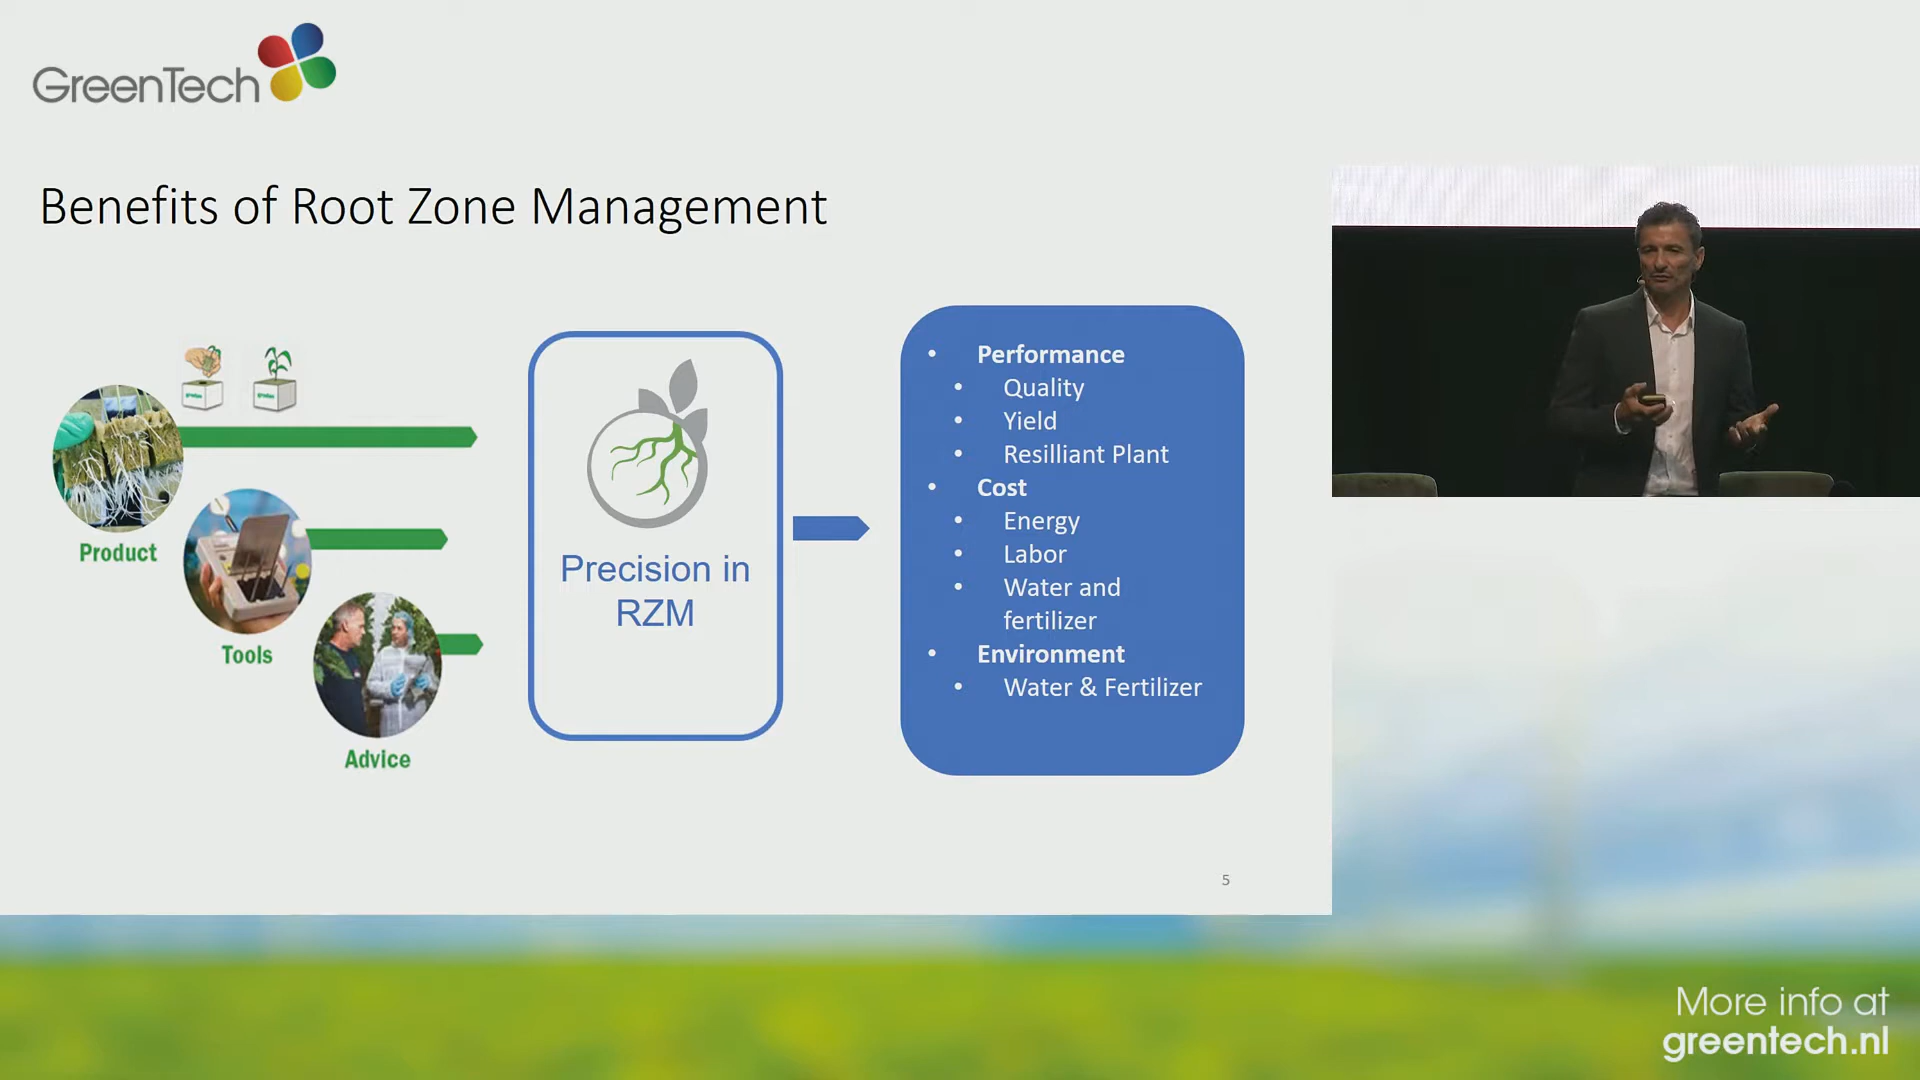 GreenTech
Benefits of Root Zone Management
Product
Tools
Advice
Precision in
RZM
• Performance
• Quality
• Yield
• Resilliant Plant
• Cost
• Energy
• Labor
• Water and
fertilizer
• Environment
• Water & Fertilizer
5
More info at
greentech.nl